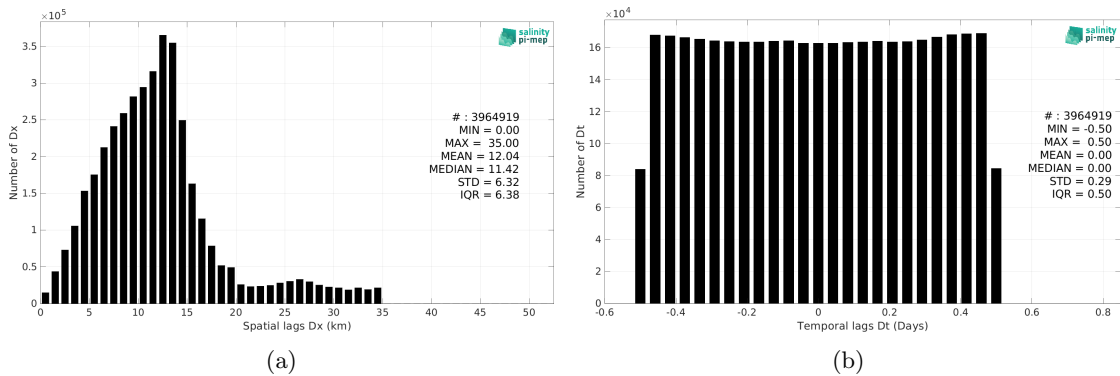 ×10⁵
3.5
3
2.5
2
1.5
1
0.5
0
Number of Dx
salinity
pi-mep
# : 3964919
MIN = 0.00
MAX = 35.00
MEAN = 12.04
MEDIAN = 11.42
STD = 6.32
IQR = 6.38
0 5 10 15 20 25 30 35 40 45 50
Spatial lags Dx (km)
(a)
×10⁴
16
14
12
10
8
6
4
2
0
Number of Dt
salinity
pi-mep
# : 3964919
MIN = -0.50
MAX = 0.50
MEAN = 0.00
MEDIAN = 0.00
STD = 0.29
IQR = 0.50
-0.6 -0.4 -0.2 0 0.2 0.4 0.6 0.8
Temporal lags Dt (Days)
(b)